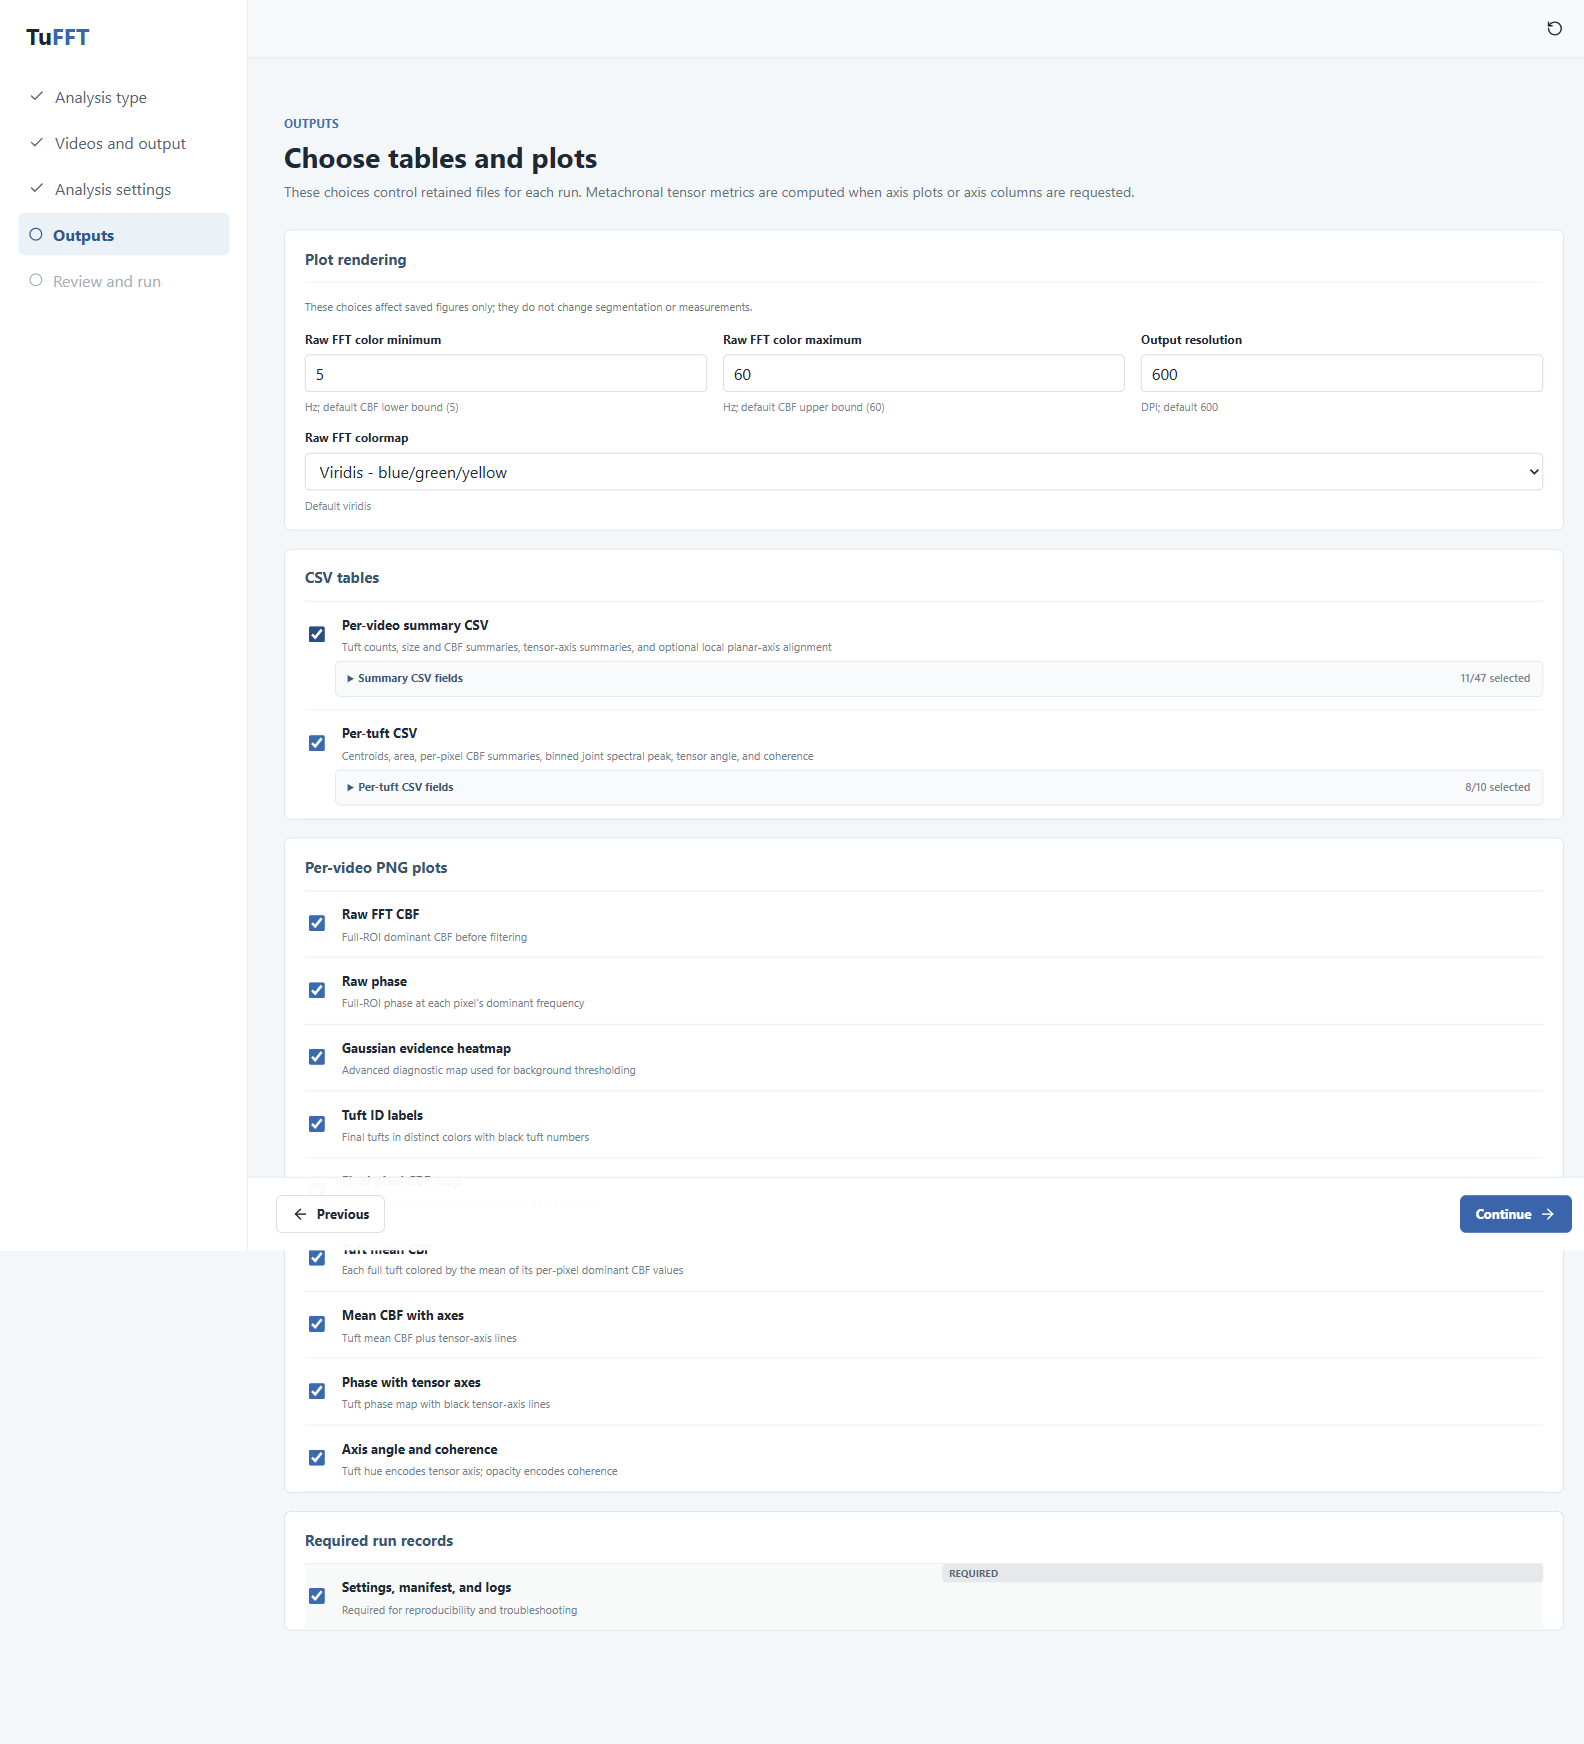 TuFFT
Analysis type
Videos and output
Analysis settings
Outputs
Review and run
OUTPUTS
Choose tables and plots
These choices control retained files for each run. Metachronal tensor metrics are computed when axis plots or axis columns are requested.
Plot rendering
These choices affect saved figures only; they do not change segmentation or measurements.
Raw FFT color minimum
5
Hz; default CBF lower bound (5)
Raw FFT color maximum
60
Hz; default CBF upper bound (60)
Output resolution
600
DPI; default 600
Raw FFT colormap
Viridis - blue/green/yellow
Default viridis
CSV tables
Per-video summary CSV
Tuft counts, size and CBF summaries, tensor-axis summaries, and optional local planar-axis alignment
Summary CSV fields
11/47 selected
Per-tuft CSV
Centroids, area, per-pixel CBF summaries, binned joint spectral peak, tensor angle, and coherence
Per-tuft CSV fields
8/10 selected
Per-video PNG plots
Raw FFT CBF
Full-ROI dominant CBF before filtering
Raw phase
Full-ROI phase at each pixel's dominant frequency
Gaussian evidence heatmap
Advanced diagnostic map used for background thresholding
Tuft ID labels
Final tufts in distinct colors with black tuft numbers
Final pixel CBF map
Previous
Continue
Tuft mean CBF
Each full tuft colored by the mean of its per-pixel dominant CBF values
Mean CBF with axes
Tuft mean CBF plus tensor-axis lines
Phase with tensor axes
Tuft phase map with black tensor-axis lines
Axis angle and coherence
Tuft hue encodes tensor axis; opacity encodes coherence
Required run records
REQUIRED
Settings, manifest, and logs
Required for reproducibility and troubleshooting